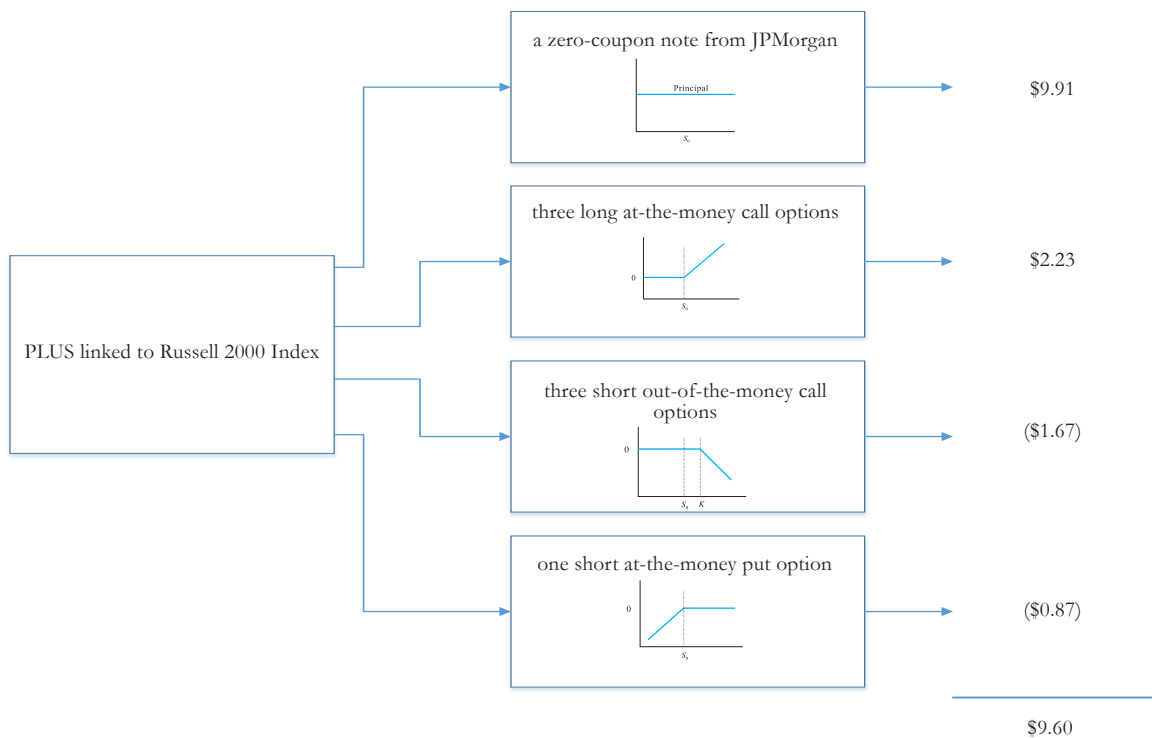 a zero-coupon note from JPMorgan
Principal
S₀
$9.91
three long at-the-money call options
0
S₀
$2.23
PLUS linked to Russell 2000 Index
three short out-of-the-money call
options
0
S₀ K
($1.67)
one short at-the-money put option
0
S₀
($0.87)
$9.60